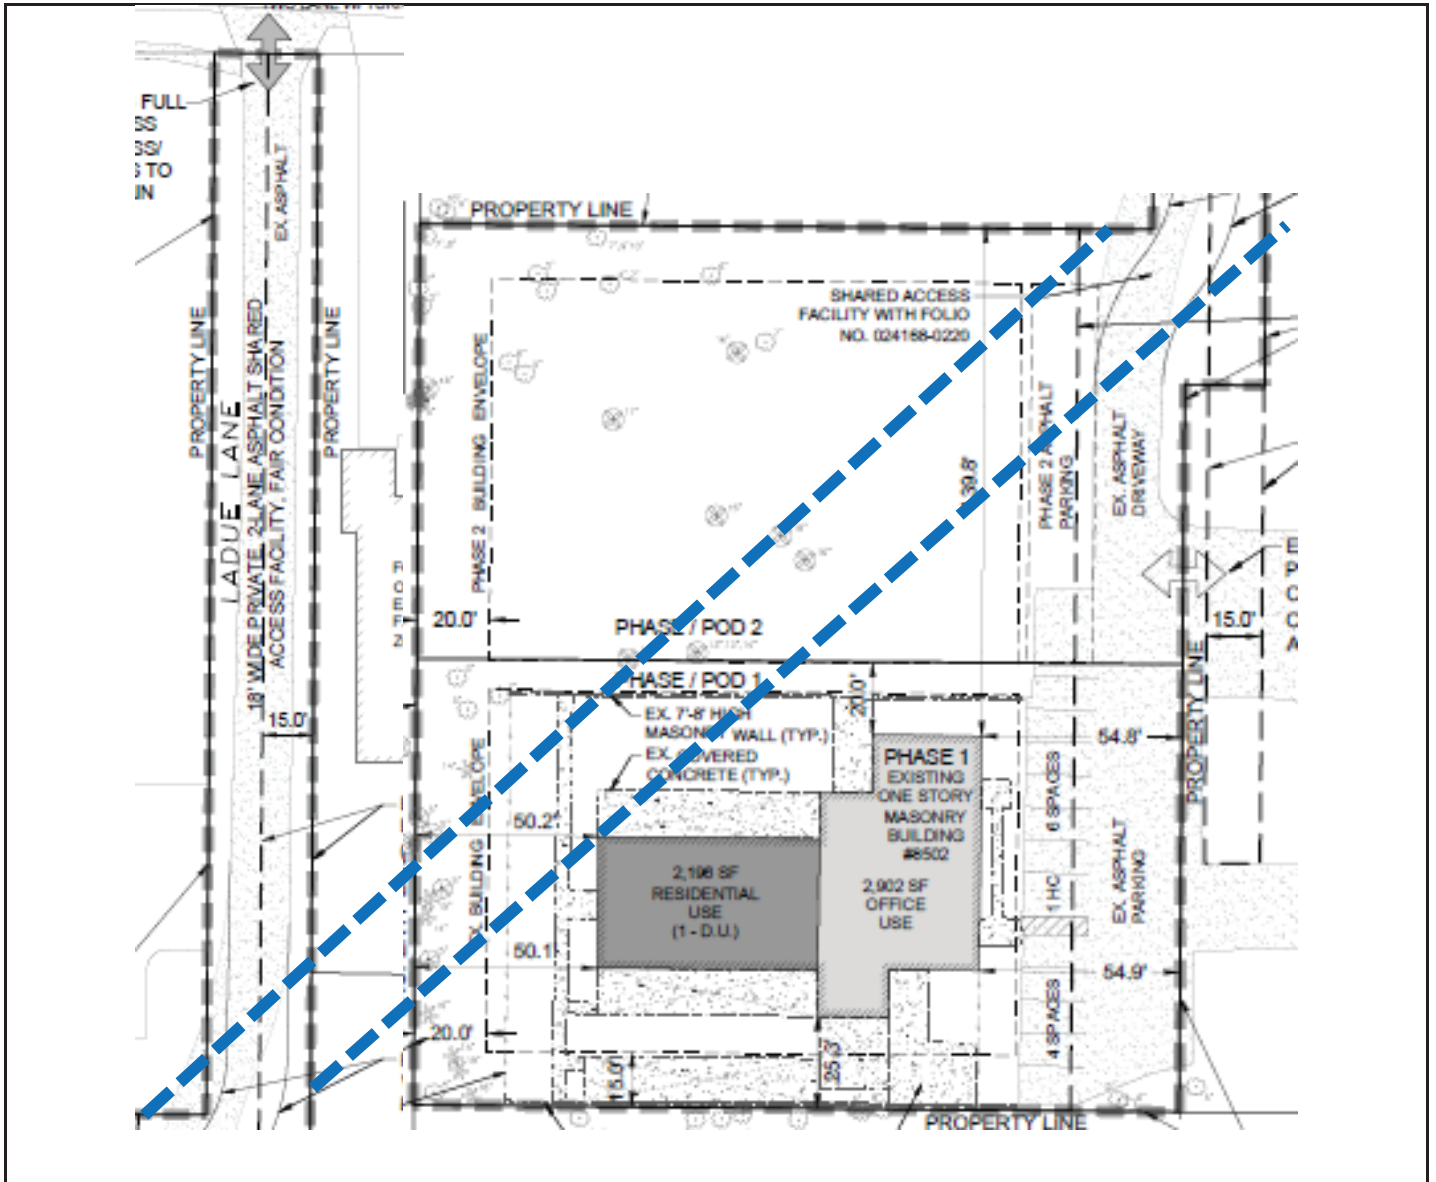 FULL
SS
SS/
S TO
IN
EX. ASPHALT
PROPERTY LINE
LADUE LANE
18' WIDE PRIVATE, 2-LANE ASPHALT SHARED
ACCESS FACILITY, FAIR CONDITION
PROPERTY LINE
15.0'
PROPERTY LINE
SHARED ACCESS
FACILITY WITH FOLIO
NO. 024168-0220
PHASE 2 BUILDING ENVELOPE
139.8'
PHASE 2 ASPHALT
PARKING
EX. ASPHALT
DRIVEWAY
20.0'
PHASE / POD 2
15.0'
PHASE / POD 1
EX. 7'-8' HIGH
MASONRY WALL (TYP.)
EX. COVERED
CONCRETE (TYP.)
20.0'
54.8'
PROPERTY LINE
EX. BUILDING ENVELOPE
50.2'
PHASE 1
EXISTING
ONE STORY
MASONRY
BUILDING
#8502
2,902 SF
OFFICE
USE
2,196 SF
RESIDENTIAL
USE
(1 - D.U.)
6 SPACES
1 HC
4 SPACES
EX. ASPHALT
PARKING
50.1'
54.9'
20.0'
15.0'
25.3'
PROPERTY LINE